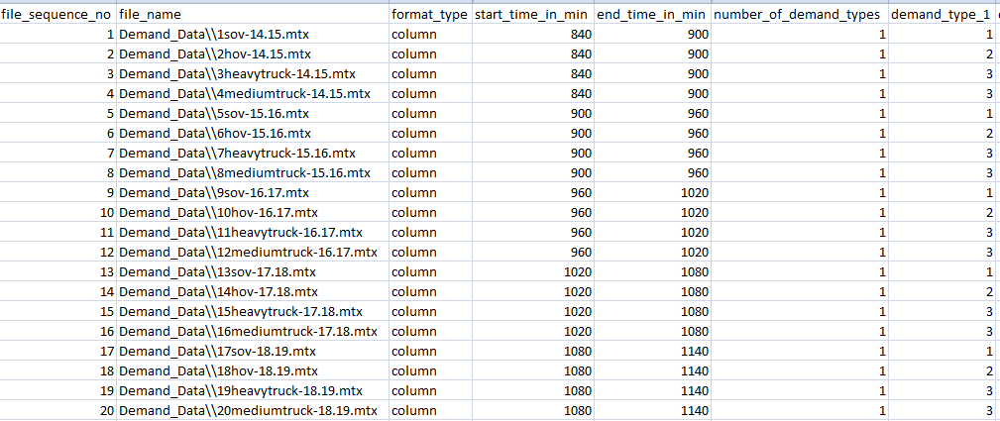 file_sequence_no file_name format_type start_time_in_min end_time_in_min number_of_demand_types demand_type_1
1 Demand_Data\\1sov-14.15.mtx column 840 900 1 1
2 Demand_Data\\2hov-14.15.mtx column 840 900 1 2
3 Demand_Data\\3heavytruck-14.15.mtx column 840 900 1 3
4 Demand_Data\\4mediumtruck-14.15.mtx column 840 900 1 3
5 Demand_Data\\5sov-15.16.mtx column 900 960 1 1
6 Demand_Data\\6hov-15.16.mtx column 900 960 1 2
7 Demand_Data\\7heavytruck-15.16.mtx column 900 960 1 3
8 Demand_Data\\8mediumtruck-15.16.mtx column 900 960 1 3
9 Demand_Data\\9sov-16.17.mtx column 960 1020 1 1
10 Demand_Data\\10hov-16.17.mtx column 960 1020 1 2
11 Demand_Data\\11heavytruck-16.17.mtx column 960 1020 1 3
12 Demand_Data\\12mediumtruck-16.17.mtx column 960 1020 1 3
13 Demand_Data\\13sov-17.18.mtx column 1020 1080 1 1
14 Demand_Data\\14hov-17.18.mtx column 1020 1080 1 2
15 Demand_Data\\15heavytruck-17.18.mtx column 1020 1080 1 3
16 Demand_Data\\16mediumtruck-17.18.mtx column 1020 1080 1 3
17 Demand_Data\\17sov-18.19.mtx column 1080 1140 1 1
18 Demand_Data\\18hov-18.19.mtx column 1080 1140 1 2
19 Demand_Data\\19heavytruck-18.19.mtx column 1080 1140 1 3
20 Demand_Data\\20mediumtruck-18.19.mtx column 1080 1140 1 3